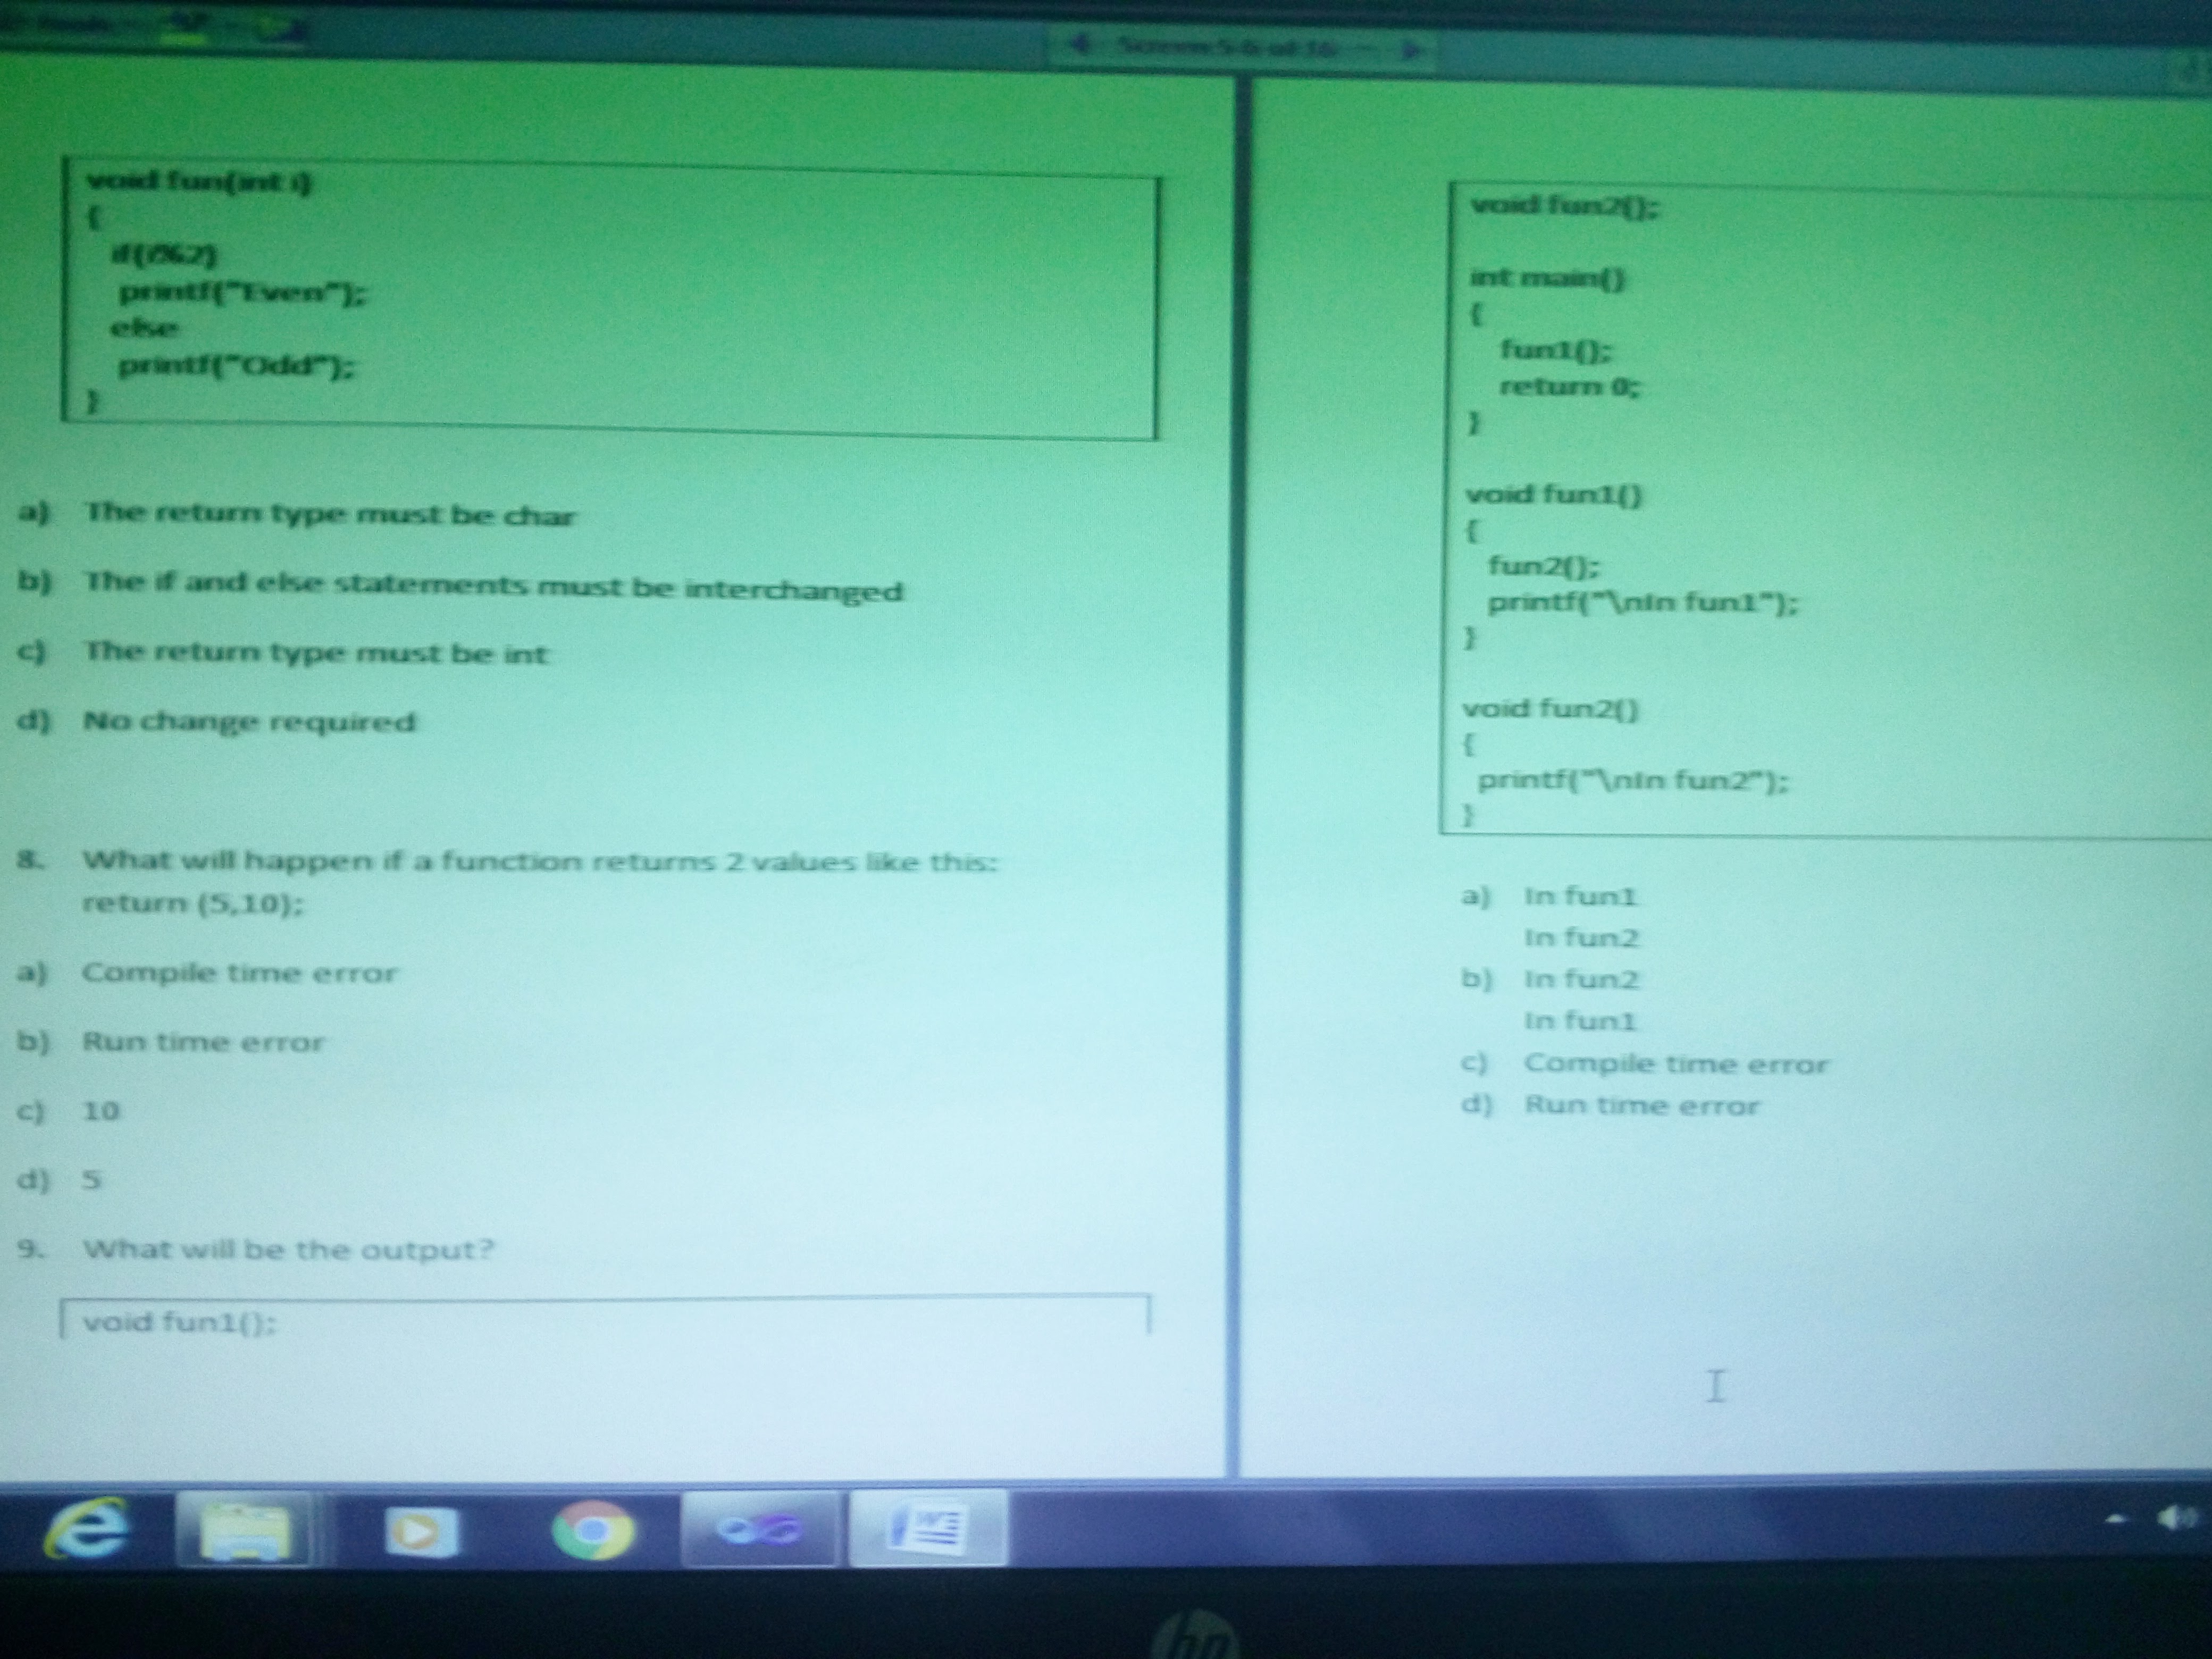 Screen 5-6 of 16
void fun(int i)
{
if(i%2)
printf("Even");
else
printf("Odd");
}
a) The return type must be char
b) The if and else statements must be interchanged
c) The return type must be int
d) No change required
8. What will happen if a function returns 2 values like this:
return (5,10);
a) Compile time error
b) Run time error
c) 10
d) 5
9. What will be the output?
void fun1();
void fun2();
int main()
{
fun1();
return 0;
}
void fun1()
{
fun2();
printf("\nIn fun1");
}
void fun2()
{
printf("\nIn fun2");
}
a) In fun1
In fun2
b) In fun2
In fun1
c) Compile time error
d) Run time error
hp